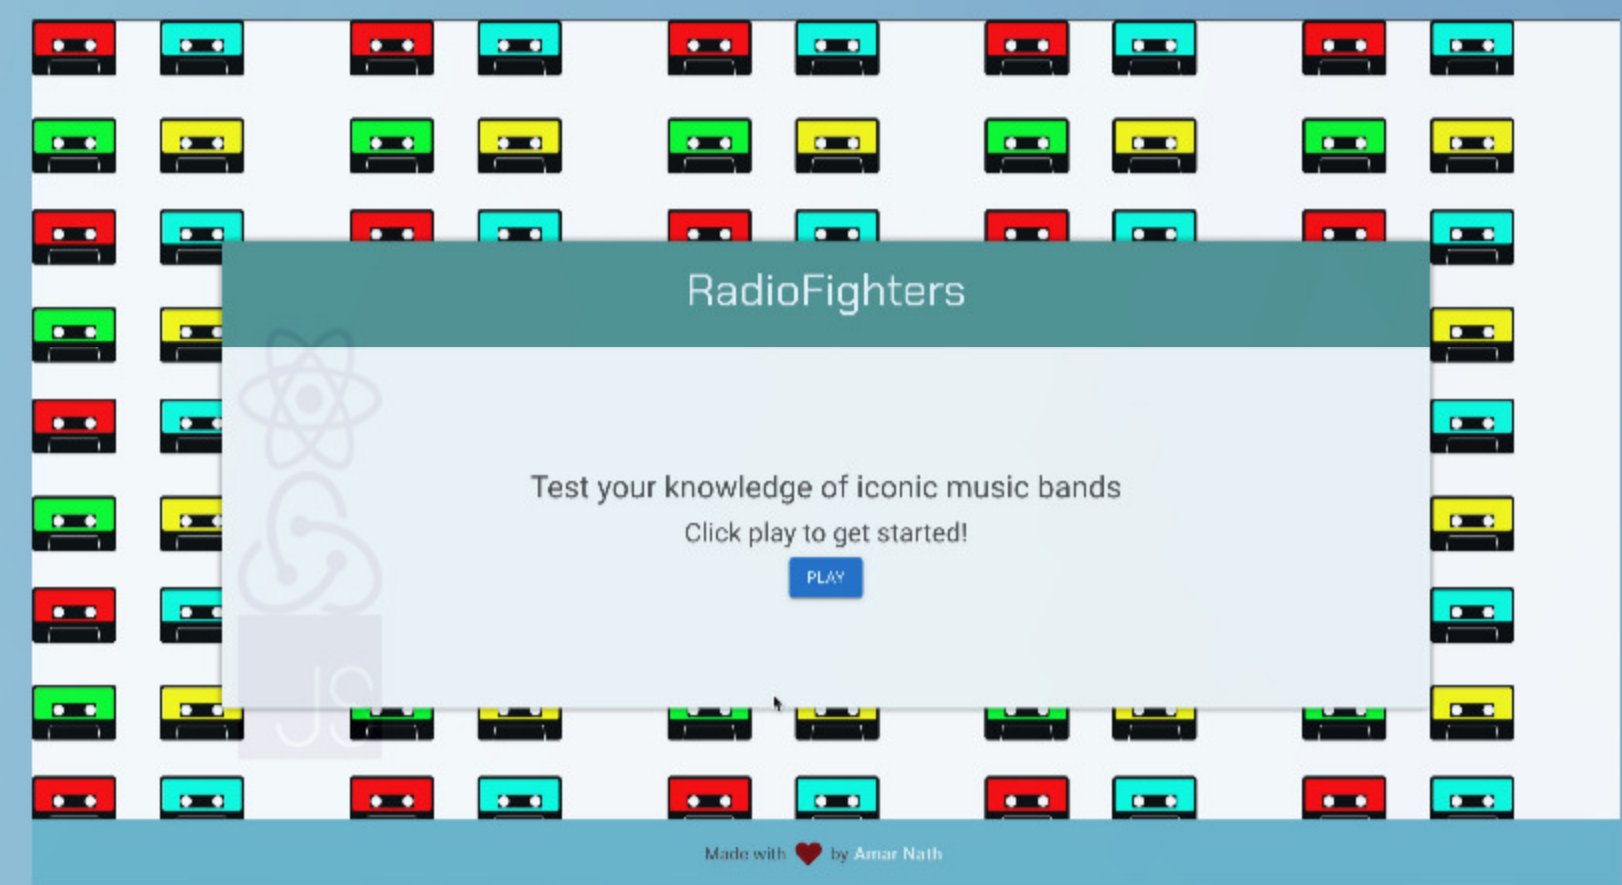 RadioFighters
Test your knowledge of iconic music bands
Click play to get started!
PLAY
JS
Made with by Amar Nath